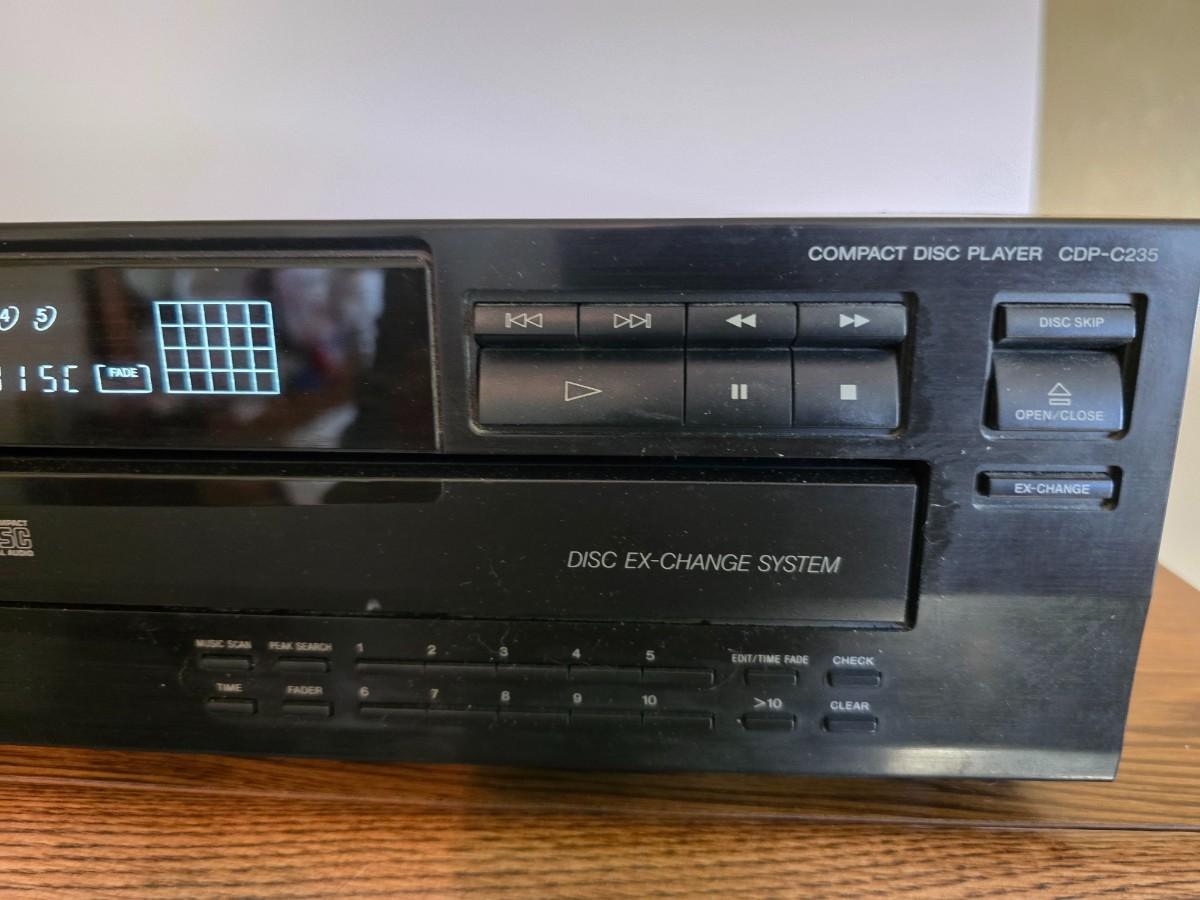 COMPACT DISC PLAYER CDP-C235
4 5
DISC SKIP
FADE
OPEN/CLOSE
EX-CHANGE
DISC EX-CHANGE SYSTEM
MUSIC SCAN PEAK SEARCH 1 2 3 4 5 EDIT/TIME FADE CHECK
TIME FADER 6 7 8 9 10 >10 CLEAR